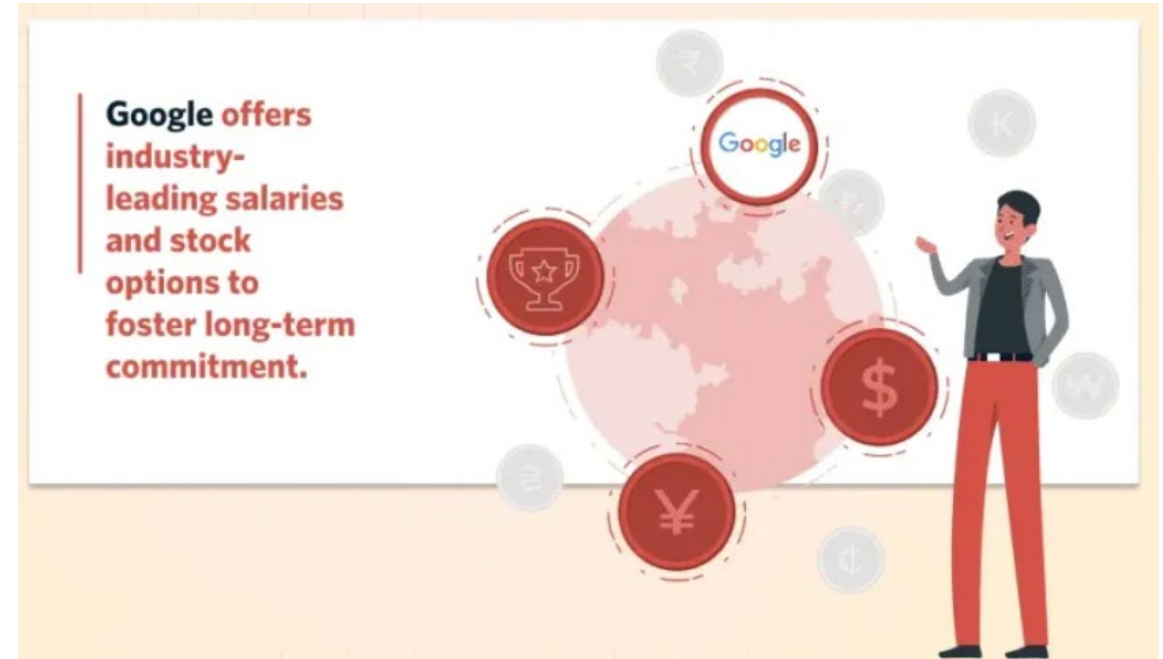 Google offers
industry-
leading salaries
and stock
options to
foster long-term
commitment.
Google
$
¥
₹
K
₩
₵